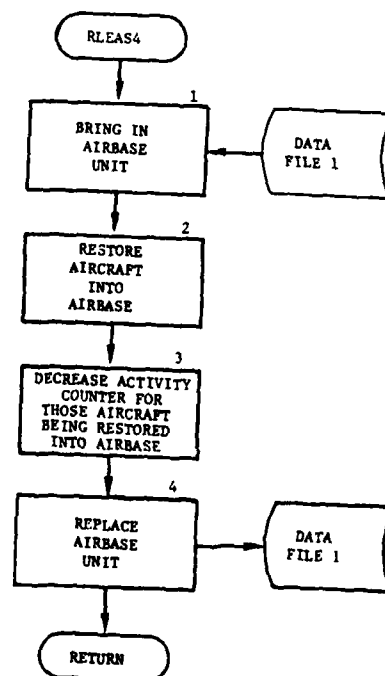 RLEAS4
1
BRING IN
AIRBASE
UNIT
DATA
FILE 1
2
RESTORE
AIRCRAFT
INTO
AIRBASE
3
DECREASE ACTIVITY
COUNTER FOR
THOSE AIRCRAFT
BEING RESTORED
INTO AIRBASE
4
REPLACE
AIRBASE
UNIT
DATA
FILE 1
RETURN